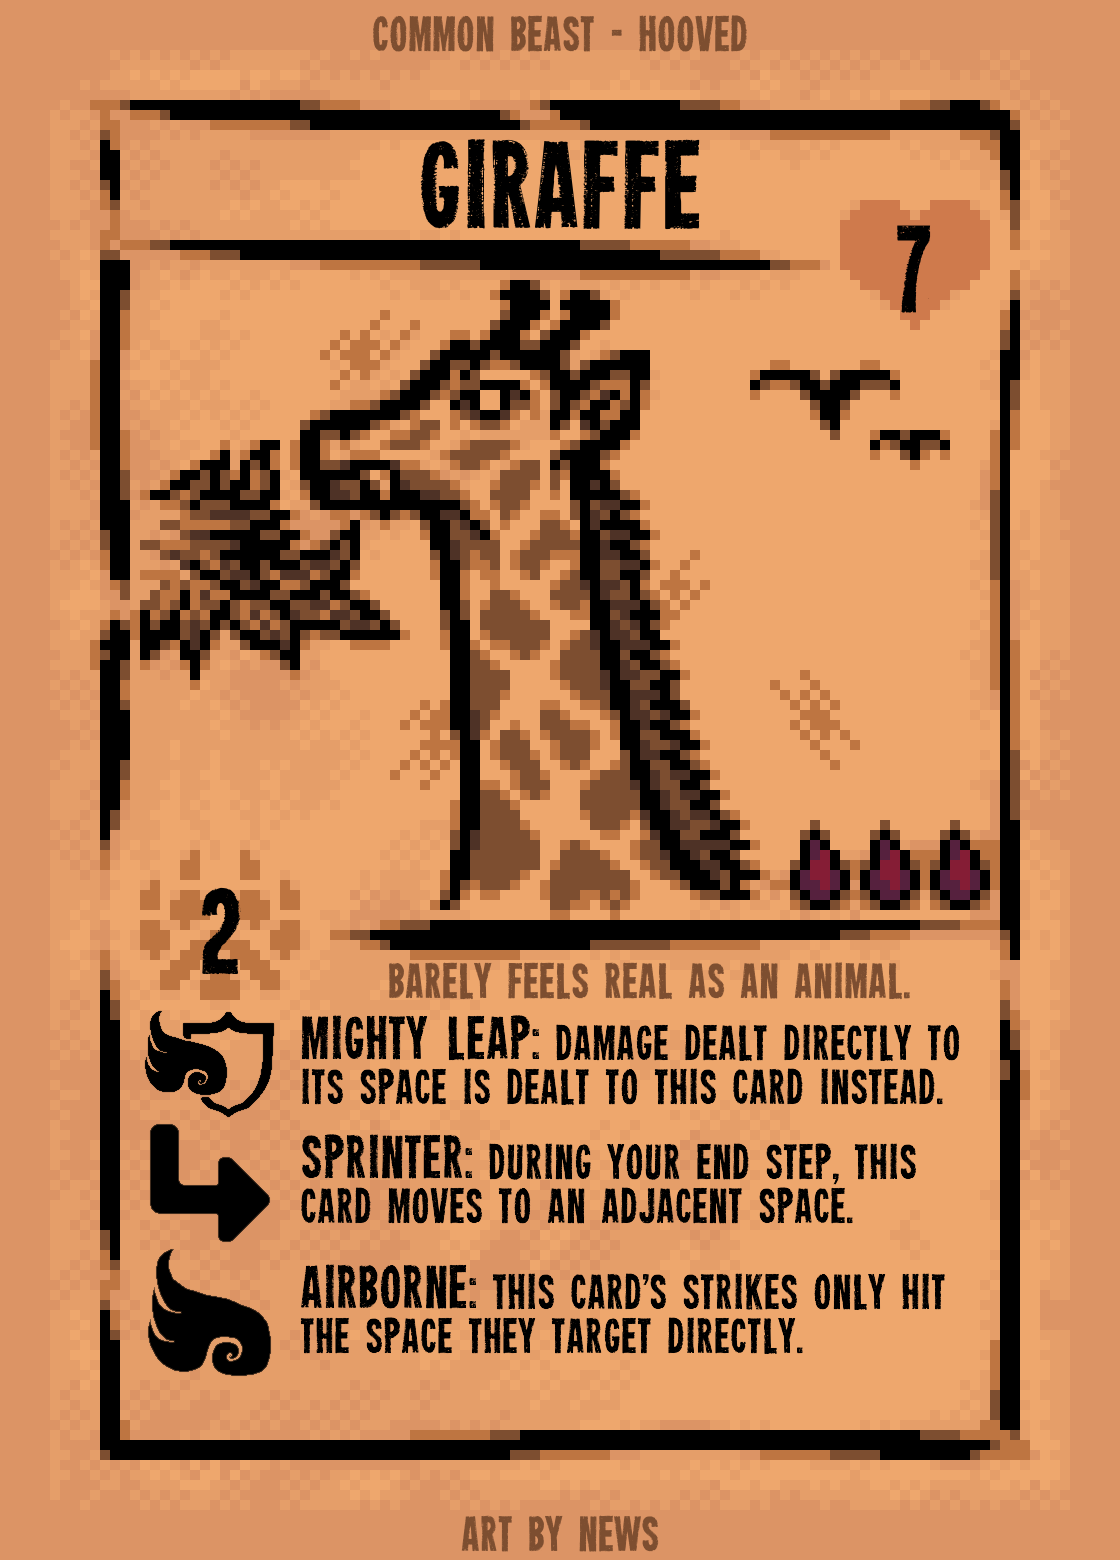 COMMON BEAST - HOOVED
GIRAFFE
7
2
BARELY FEELS REAL AS AN ANIMAL.
MIGHTY LEAP: DAMAGE DEALT DIRECTLY TO
ITS SPACE IS DEALT TO THIS CARD INSTEAD.
SPRINTER: DURING YOUR END STEP, THIS
CARD MOVES TO AN ADJACENT SPACE.
AIRBORNE: THIS CARD'S STRIKES ONLY HIT
THE SPACE THEY TARGET DIRECTLY.
ART BY NEWS